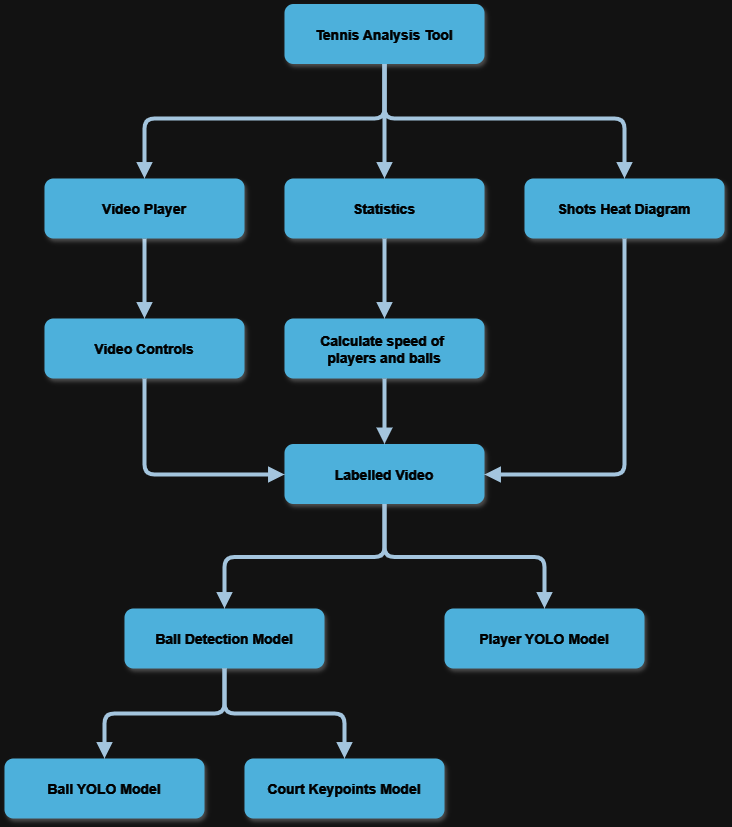 Tennis Analysis Tool
Video Player
Statistics
Shots Heat Diagram
Video Controls
Calculate speed of
players and balls
Labelled Video
Ball Detection Model
Player YOLO Model
Ball YOLO Model
Court Keypoints Model